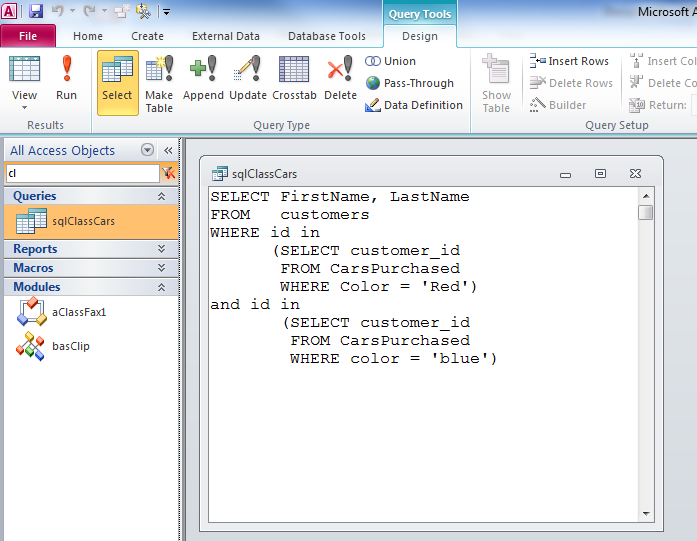 Query Tools
Microsoft A
File Home Create External Data Database Tools Design
View
Run
Results
Select
Make Table
Append
Update
Crosstab
Delete
Union
Pass-Through
Data Definition
Query Type
Show Table
Insert Rows
Delete Rows
Builder
Insert Col
Delete Co
Return:
Query Setup
All Access Objects
cl
Queries
sqlClassCars
Reports
Macros
Modules
aClassFax1
basClip
sqlClassCars
SELECT FirstName, LastName
FROM customers
WHERE id in
(SELECT customer_id
FROM CarsPurchased
WHERE Color = 'Red')
and id in
(SELECT customer_id
FROM CarsPurchased
WHERE color = 'blue')